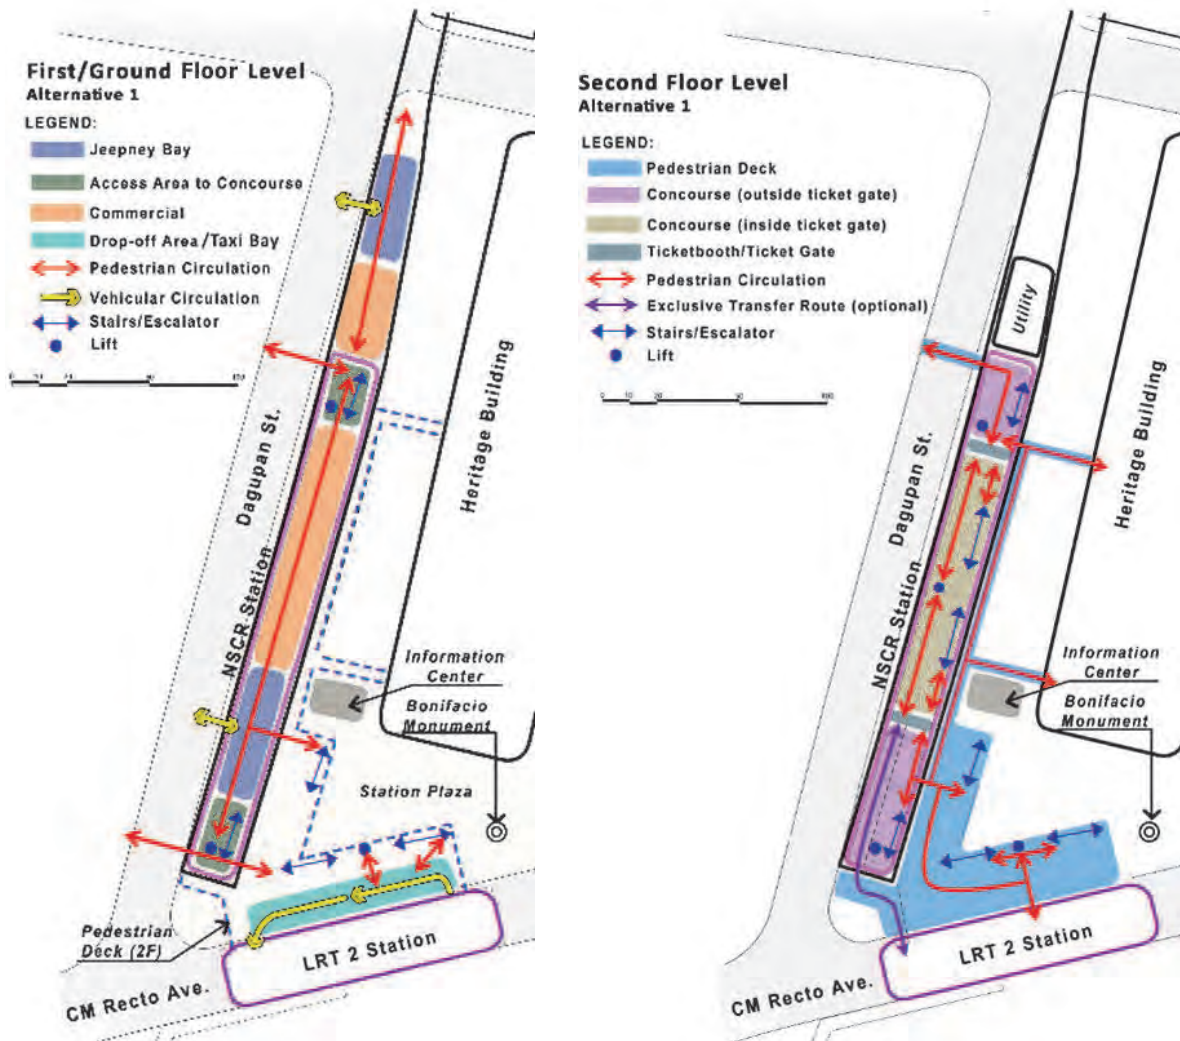 First/Ground Floor Level
Alternative 1
LEGEND:
Jeepney Bay
Access Area to Concourse
Commercial
Drop-off Area/Taxi Bay
Pedestrian Circulation
Vehicular Circulation
Stairs/Escalator
Lift
Dagupan St.
NSCR Station
Heritage Building
Information
Center
Bonifacio
Monument
Station Plaza
Pedestrian
Deck (2F)
LRT 2 Station
CM Recto Ave.
Second Floor Level
Alternative 1
LEGEND:
Pedestrian Deck
Concourse (outside ticket gate)
Concourse (inside ticket gate)
Ticketbooth/Ticket Gate
Pedestrian Circulation
Exclusive Transfer Route (optional)
Stairs/Escalator
Lift
Utility
Dagupan St.
NSCR Station
Heritage Building
Information
Center
Bonifacio
Monument
LRT 2 Station
CM Recto Ave.